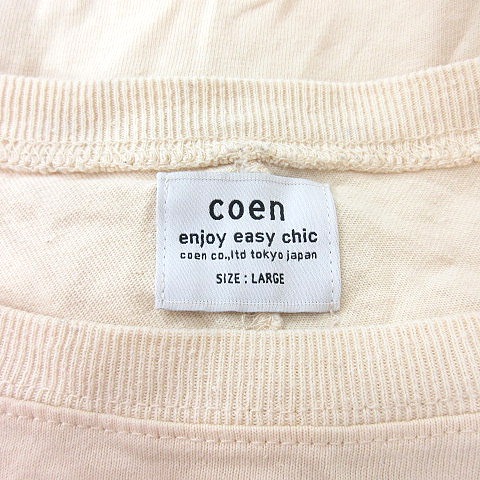 coen
enjoy easy chic
coen co.,ltd tokyo japan
SIZE : LARGE